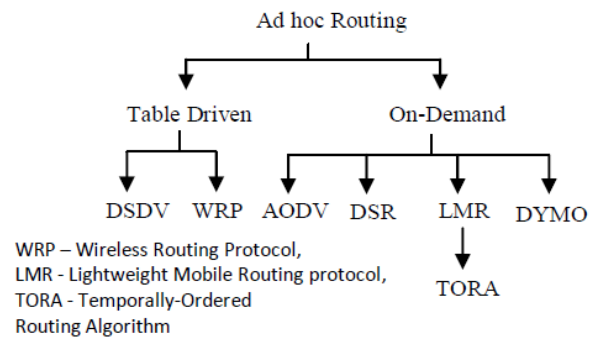 Ad hoc Routing
Table Driven On-Demand
DSDV WRP AODV DSR LMR DYMO
WRP – Wireless Routing Protocol,
LMR - Lightweight Mobile Routing protocol,
TORA
TORA - Temporally-Ordered
Routing Algorithm